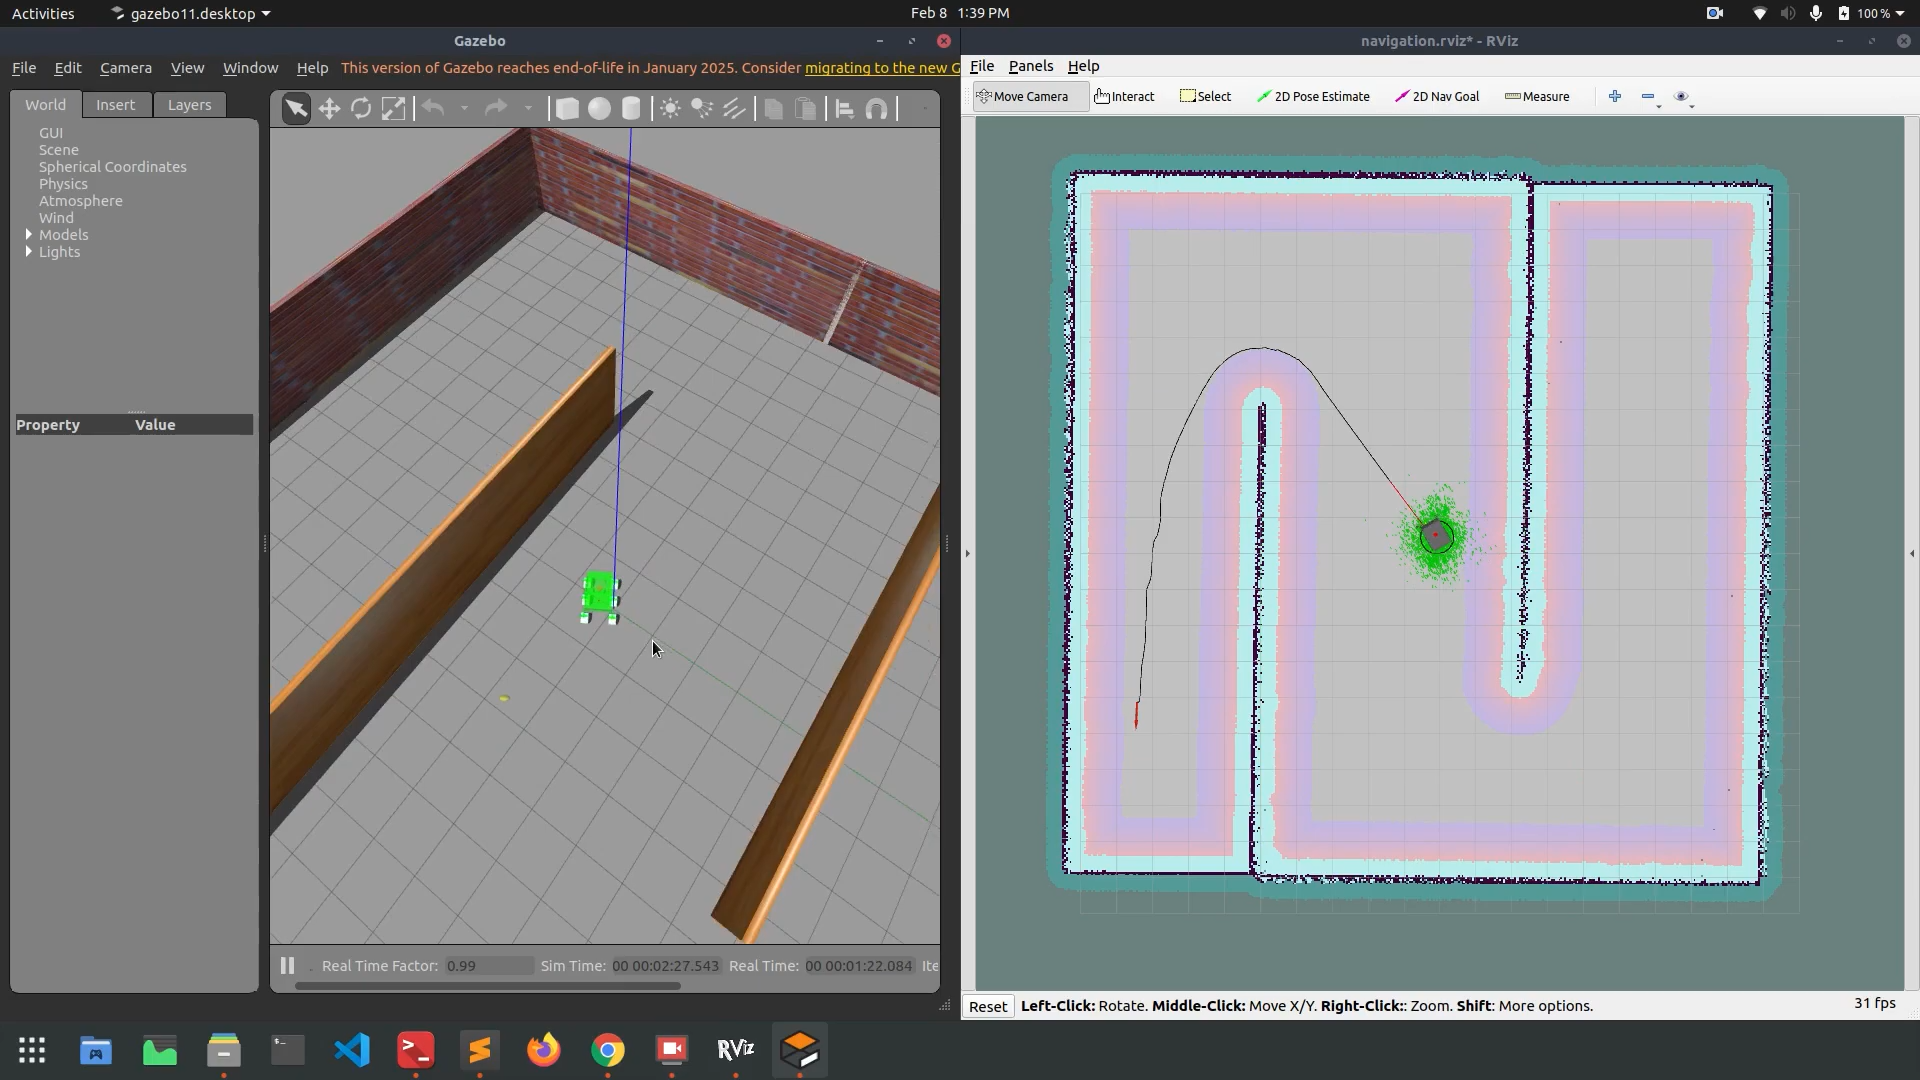 Activities
gazebo11.desktop
Feb 8 1:39 PM
100 %
Gazebo
File Edit Camera View Window Help This version of Gazebo reaches end-of-life in January 2025. Consider migrating to the new G
World Insert Layers
GUI
Scene
Spherical Coordinates
Physics
Atmosphere
Wind
Models
Lights
Property Value
Real Time Factor: 0.99 Sim Time: 00 00:02:27.543 Real Time: 00 00:01:22.084 Ite
navigation.rviz* - RViz
File Panels Help
Move Camera Interact Select 2D Pose Estimate 2D Nav Goal Measure
Reset Left-Click: Rotate. Middle-Click: Move X/Y. Right-Click:: Zoom. Shift: More options.
31 fps
RViz